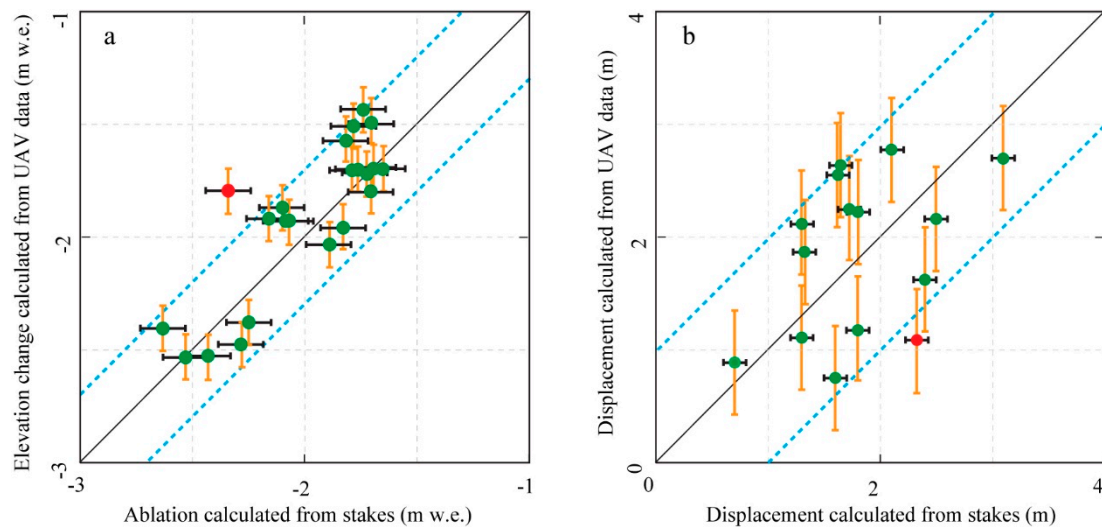 a
Elevation change calculated from UAV data (m w.e.)
-1
-2
-3
-3
-2
-1
Ablation calculated from stakes (m w.e.)
b
Displacement calculated from UAV data (m)
4
2
0
0
2
4
Displacement calculated from stakes (m)